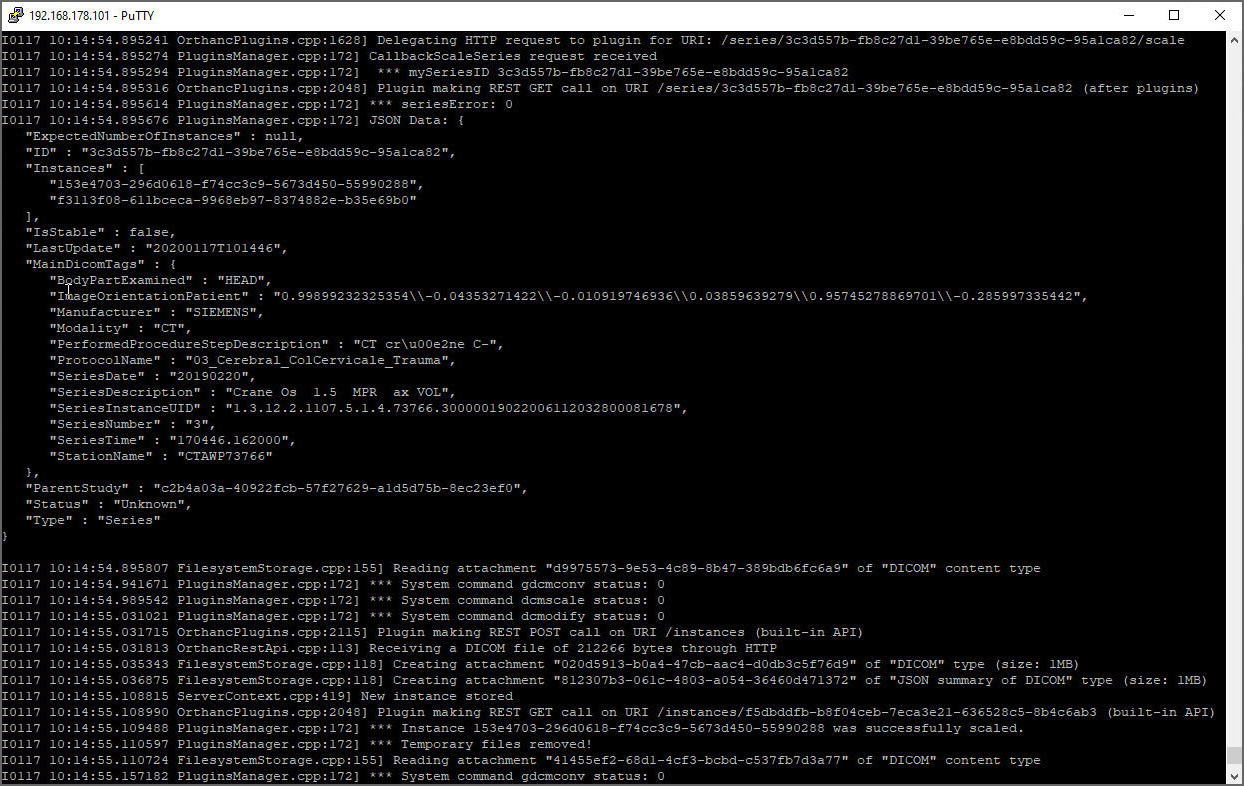 192.168.178.101 - PuTTY
I0117 10:14:54.895241 OrthancPlugins.cpp:1628] Delegating HTTP request to plugin for URI: /series/3c3d557b-fb8c27d1-39be765e-e8bdd59c-95a1ca82/scale
I0117 10:14:54.895274 PluginsManager.cpp:172] CallbackScaleSeries request received
I0117 10:14:54.895294 PluginsManager.cpp:172]  *** mySeriesID 3c3d557b-fb8c27d1-39be765e-e8bdd59c-95a1ca82
I0117 10:14:54.895316 OrthancPlugins.cpp:2048] Plugin making REST GET call on URI /series/3c3d557b-fb8c27d1-39be765e-e8bdd59c-95a1ca82 (after plugins)
I0117 10:14:54.895614 PluginsManager.cpp:172] *** seriesError: 0
I0117 10:14:54.895676 PluginsManager.cpp:172] JSON Data: {
   "ExpectedNumberOfInstances" : null,
   "ID" : "3c3d557b-fb8c27d1-39be765e-e8bdd59c-95a1ca82",
   "Instances" : [
      "153e4703-296d0618-f74cc3c9-5673d450-55990288",
      "f3113f08-611bceca-9968eb97-8374882e-b35e69b0"
   ],
   "IsStable" : false,
   "LastUpdate" : "20200117T101446",
   "MainDicomTags" : {
      "BodyPartExamined" : "HEAD",
      "ImageOrientationPatient" : "0.99899232325354\\-0.04353271422\\-0.010919746936\\0.03859639279\\0.95745278869701\\-0.285997335442",
      "Manufacturer" : "SIEMENS",
      "Modality" : "CT",
      "PerformedProcedureStepDescription" : "CT cr\u00e2ne C-",
      "ProtocolName" : "03_Cerebral_ColCervicale_Trauma",
      "SeriesDate" : "20190220",
      "SeriesDescription" : "Crane Os  1.5  MPR  ax VOL",
      "SeriesInstanceUID" : "1.3.12.2.1107.5.1.4.73766.30000019022006112032800081678",
      "SeriesNumber" : "3",
      "SeriesTime" : "170446.162000",
      "StationName" : "CTAWP73766"
   },
   "ParentStudy" : "c2b4a03a-40922fcb-57f27629-a1d5d75b-8ec23ef0",
   "Status" : "Unknown",
   "Type" : "Series"
}
I0117 10:14:54.895807 FilesystemStorage.cpp:155] Reading attachment "d9975573-9e53-4c89-8b47-389bdb6fc6a9" of "DICOM" content type
I0117 10:14:54.941671 PluginsManager.cpp:172] *** System command gdcmconv status: 0
I0117 10:14:54.989542 PluginsManager.cpp:172] *** System command dcmscale status: 0
I0117 10:14:55.031021 PluginsManager.cpp:172] *** System command dcmodify status: 0
I0117 10:14:55.031715 OrthancPlugins.cpp:2115] Plugin making REST POST call on URI /instances (built-in API)
I0117 10:14:55.031813 OrthancRestApi.cpp:113] Receiving a DICOM file of 212266 bytes through HTTP
I0117 10:14:55.035343 FilesystemStorage.cpp:118] Creating attachment "020d5913-b0a4-47cb-aac4-d0db3c5f76d9" of "DICOM" type (size: 1MB)
I0117 10:14:55.036875 FilesystemStorage.cpp:118] Creating attachment "812307b3-061c-4803-a054-36460d471372" of "JSON summary of DICOM" type (size: 1MB)
I0117 10:14:55.108815 ServerContext.cpp:419] New instance stored
I0117 10:14:55.108990 OrthancPlugins.cpp:2048] Plugin making REST GET call on URI /instances/f5dbddfb-b8f04ceb-7eca3e21-636528c5-8b4c6ab3 (built-in API)
I0117 10:14:55.109488 PluginsManager.cpp:172] *** Instance 153e4703-296d0618-f74cc3c9-5673d450-55990288 was successfully scaled.
I0117 10:14:55.110597 PluginsManager.cpp:172] *** Temporary files removed!
I0117 10:14:55.110724 FilesystemStorage.cpp:155] Reading attachment "41455ef2-68d1-4cf3-bcbd-c537fb7d3a77" of "DICOM" content type
I0117 10:14:55.157182 PluginsManager.cpp:172] *** System command gdcmconv status: 0